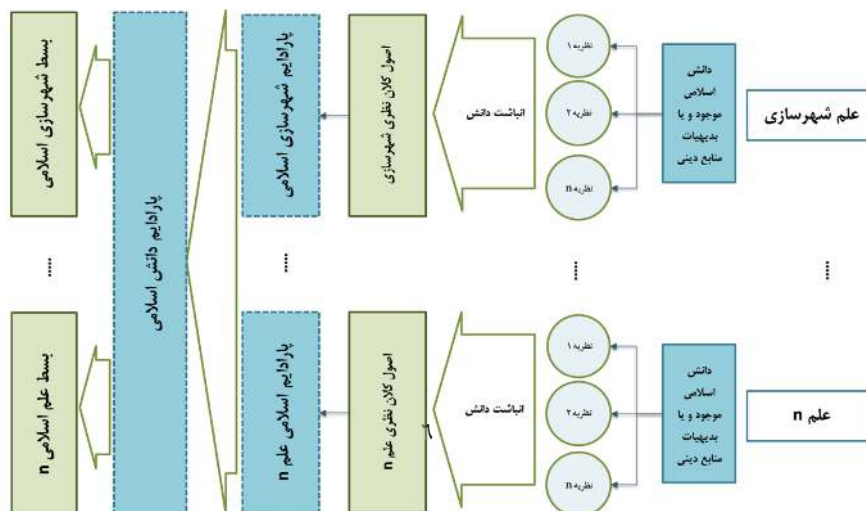 علم شهرسازی
دانش
اسلامی
موجود و یا
بدیهیات
منابع دینی
نظریه ۱
نظریه ۲
نظریه n
انباشت دانش
اصول کلان نظری شهرسازی
پارادایم شهرسازی اسلامی
پارادایم دانش اسلامی
بسط شهرسازی اسلامی
.....
.....
.....
.....
.....
علم n
دانش
اسلامی
موجود و یا
بدیهیات
منابع دینی
نظریه ۱
نظریه ۲
نظریه n
انباشت دانش
اصول کلان نظری علم n
پارادایم اسلامی علم n
بسط علم اسلامی n